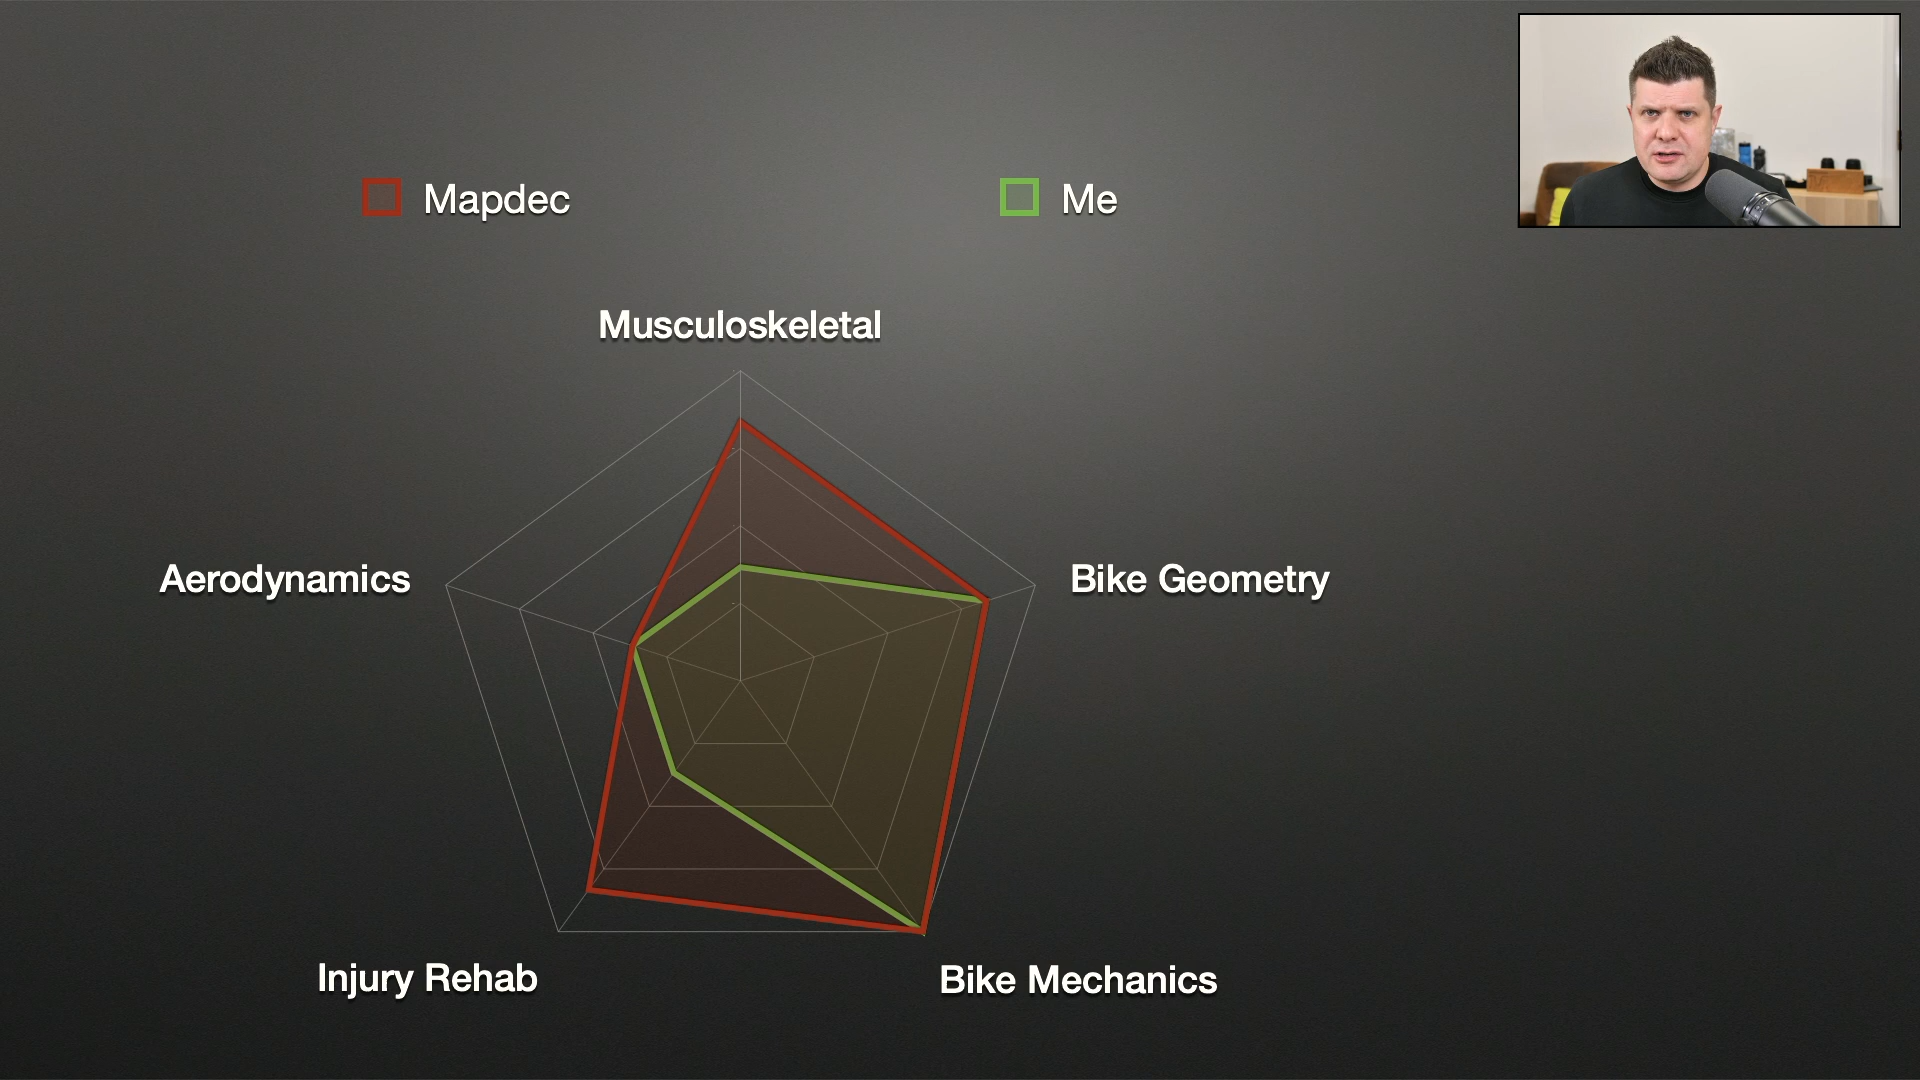 Mapdec
Me
Musculoskeletal
Aerodynamics
Bike Geometry
Injury Rehab
Bike Mechanics